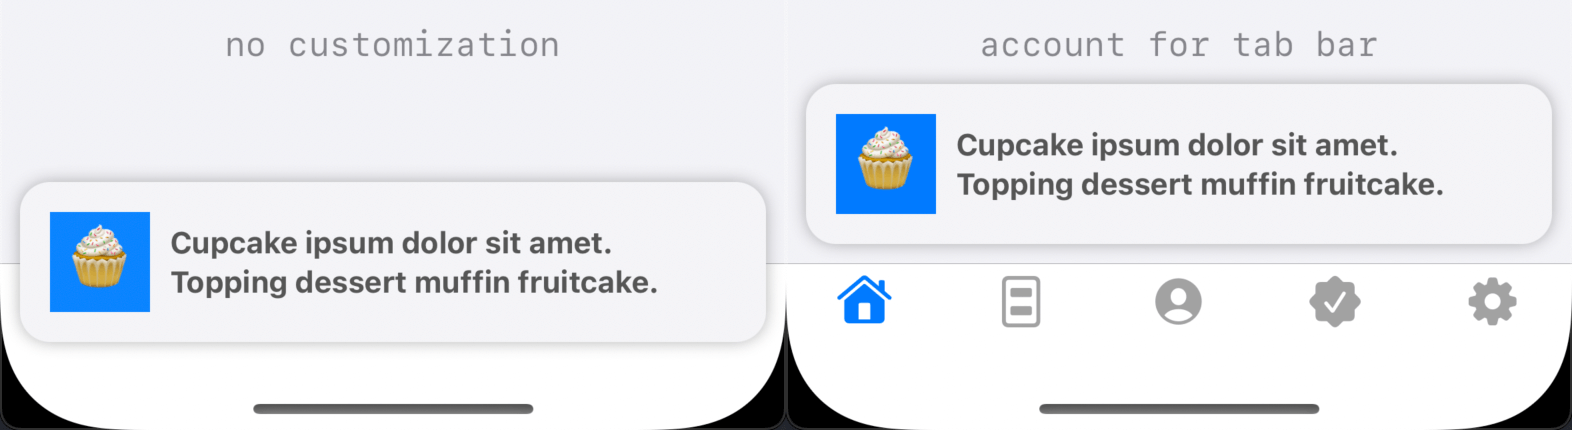 no customization
Cupcake ipsum dolor sit amet.
Topping dessert muffin fruitcake.
account for tab bar
Cupcake ipsum dolor sit amet.
Topping dessert muffin fruitcake.